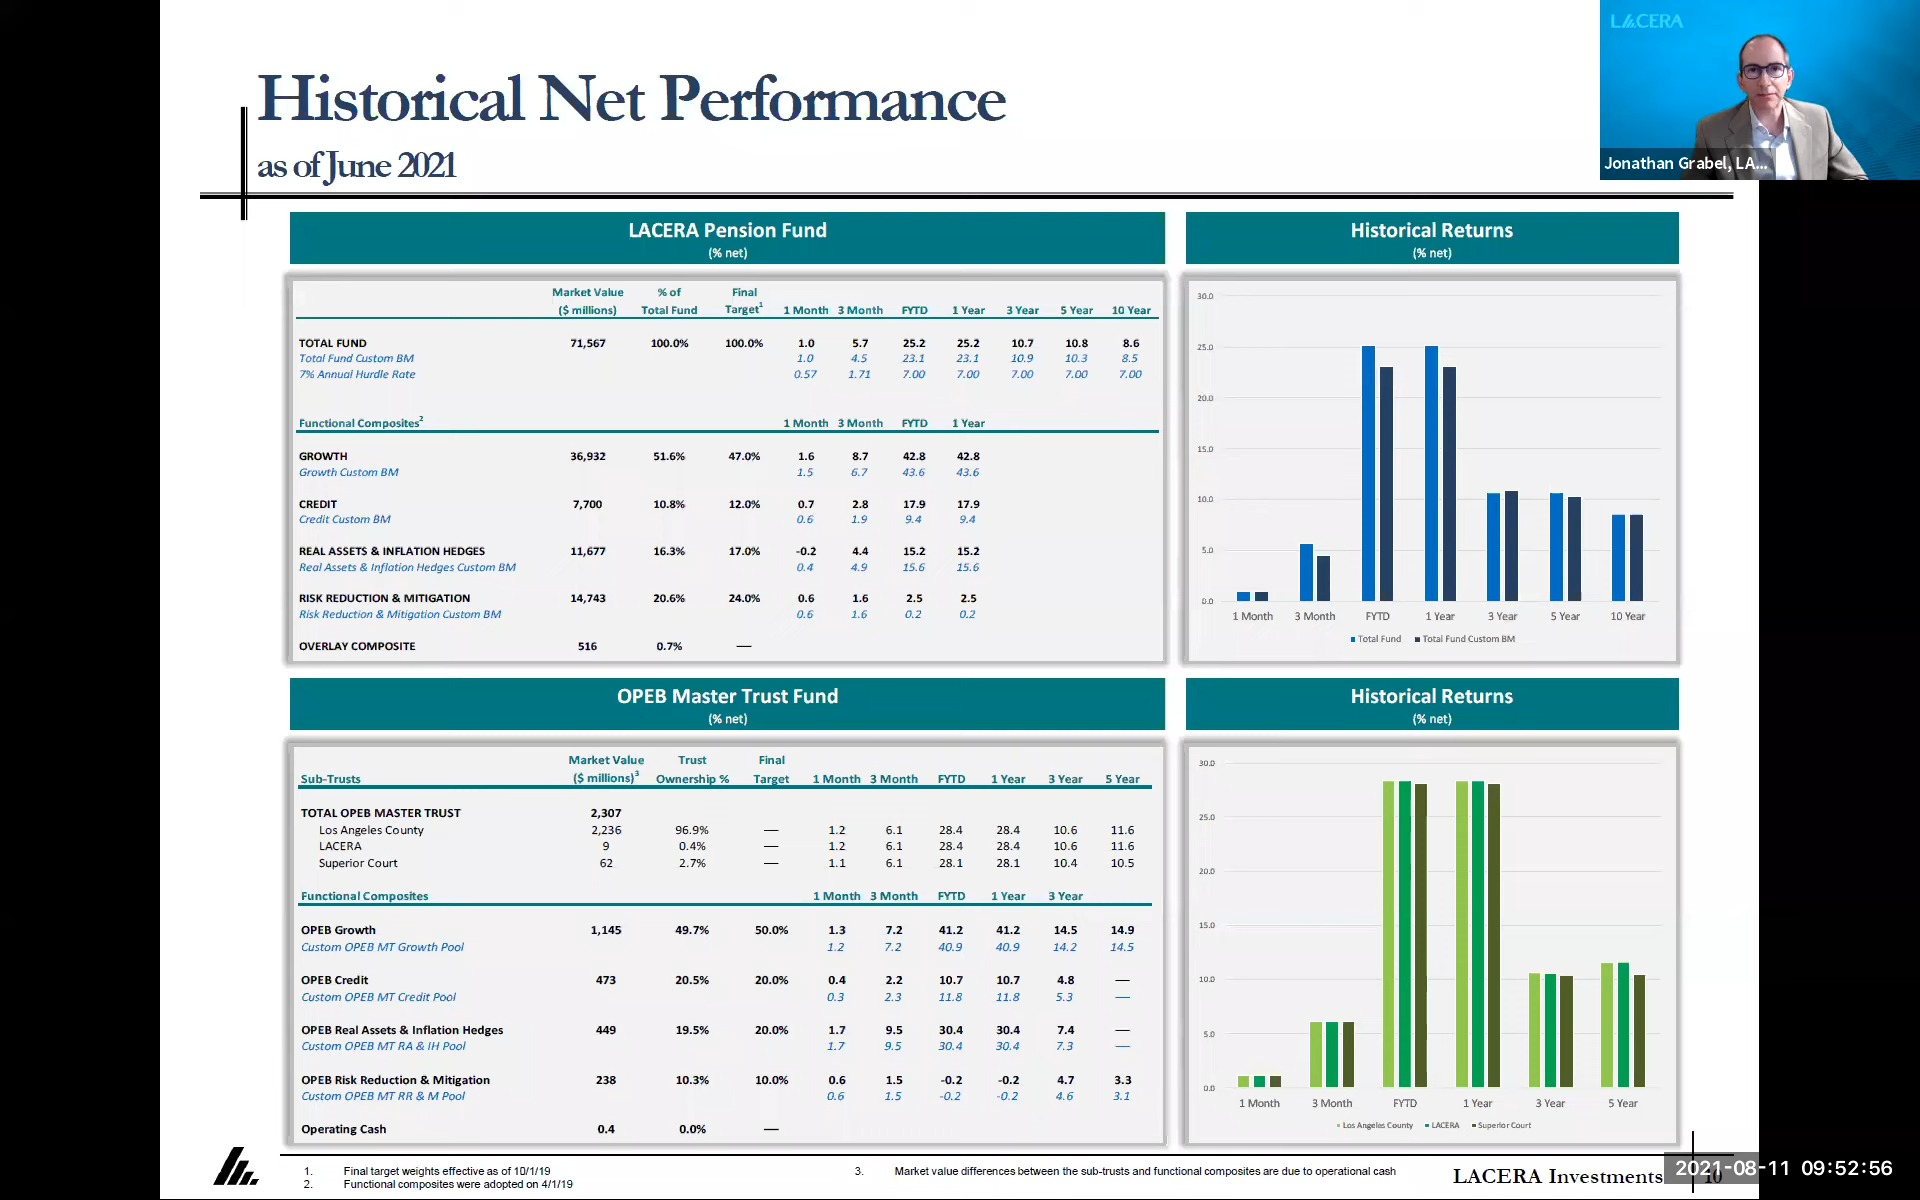 LACERA
Jonathan Grabel, LA...
Historical Net Performance
as of June 2021
LACERA Pension Fund
(% net)
Market Value % of Final
($ millions) Total Fund Target1 1 Month 3 Month FYTD 1 Year 3 Year 5 Year 10 Year
TOTAL FUND 71,567 100.0% 100.0% 1.0 5.7 25.2 25.2 10.7 10.8 8.6
Total Fund Custom BM 1.0 4.5 23.1 23.1 10.9 10.3 8.5
7% Annual Hurdle Rate 0.57 1.71 7.00 7.00 7.00 7.00 7.00
Functional Composites2 1 Month 3 Month FYTD 1 Year
GROWTH 36,932 51.6% 47.0% 1.6 8.7 42.8 42.8
Growth Custom BM 1.5 6.7 43.6 43.6
CREDIT 7,700 10.8% 12.0% 0.7 2.8 17.9 17.9
Credit Custom BM 0.6 1.9 9.4 9.4
REAL ASSETS & INFLATION HEDGES 11,677 16.3% 17.0% -0.2 4.4 15.2 15.2
Real Assets & Inflation Hedges Custom BM 0.4 4.9 15.6 15.6
RISK REDUCTION & MITIGATION 14,743 20.6% 24.0% 0.6 1.6 2.5 2.5
Risk Reduction & Mitigation Custom BM 0.6 1.6 0.2 0.2
OVERLAY COMPOSITE 516 0.7% —
Historical Returns
(% net)
30.0
25.0
20.0
15.0
10.0
5.0
0.0
1 Month 3 Month FYTD 1 Year 3 Year 5 Year 10 Year
Total Fund Total Fund Custom BM
OPEB Master Trust Fund
(% net)
Market Value Trust Final
Sub-Trusts ($ millions)3 Ownership % Target 1 Month 3 Month FYTD 1 Year 3 Year 5 Year
TOTAL OPEB MASTER TRUST 2,307
Los Angeles County 2,236 96.9% — 1.2 6.1 28.4 28.4 10.6 11.6
LACERA 9 0.4% — 1.2 6.1 28.4 28.4 10.6 11.6
Superior Court 62 2.7% — 1.1 6.1 28.1 28.1 10.4 10.5
Functional Composites 1 Month 3 Month FYTD 1 Year 3 Year
OPEB Growth 1,145 49.7% 50.0% 1.3 7.2 41.2 41.2 14.5 14.9
Custom OPEB MT Growth Pool 1.2 7.2 40.9 40.9 14.2 14.5
OPEB Credit 473 20.5% 20.0% 0.4 2.2 10.7 10.7 4.8 —
Custom OPEB MT Credit Pool 0.3 2.3 11.8 11.8 5.3 —
OPEB Real Assets & Inflation Hedges 449 19.5% 20.0% 1.7 9.5 30.4 30.4 7.4 —
Custom OPEB MT RA & IH Pool 1.7 9.5 30.4 30.4 7.3 —
OPEB Risk Reduction & Mitigation 238 10.3% 10.0% 0.6 1.5 -0.2 -0.2 4.7 3.3
Custom OPEB MT RR & M Pool 0.6 1.5 -0.2 -0.2 4.6 3.1
Operating Cash 0.4 0.0% —
Historical Returns
(% net)
30.0
25.0
20.0
15.0
10.0
5.0
0.0
1 Month 3 Month FYTD 1 Year 3 Year 5 Year
Los Angeles County LACERA Superior Court
1. Final target weights effective as of 10/1/19
2. Functional composites were adopted on 4/1/19
3. Market value differences between the sub-trusts and functional composites are due to operational cash
LACERA Investments 10
2021-08-11 09:52:56